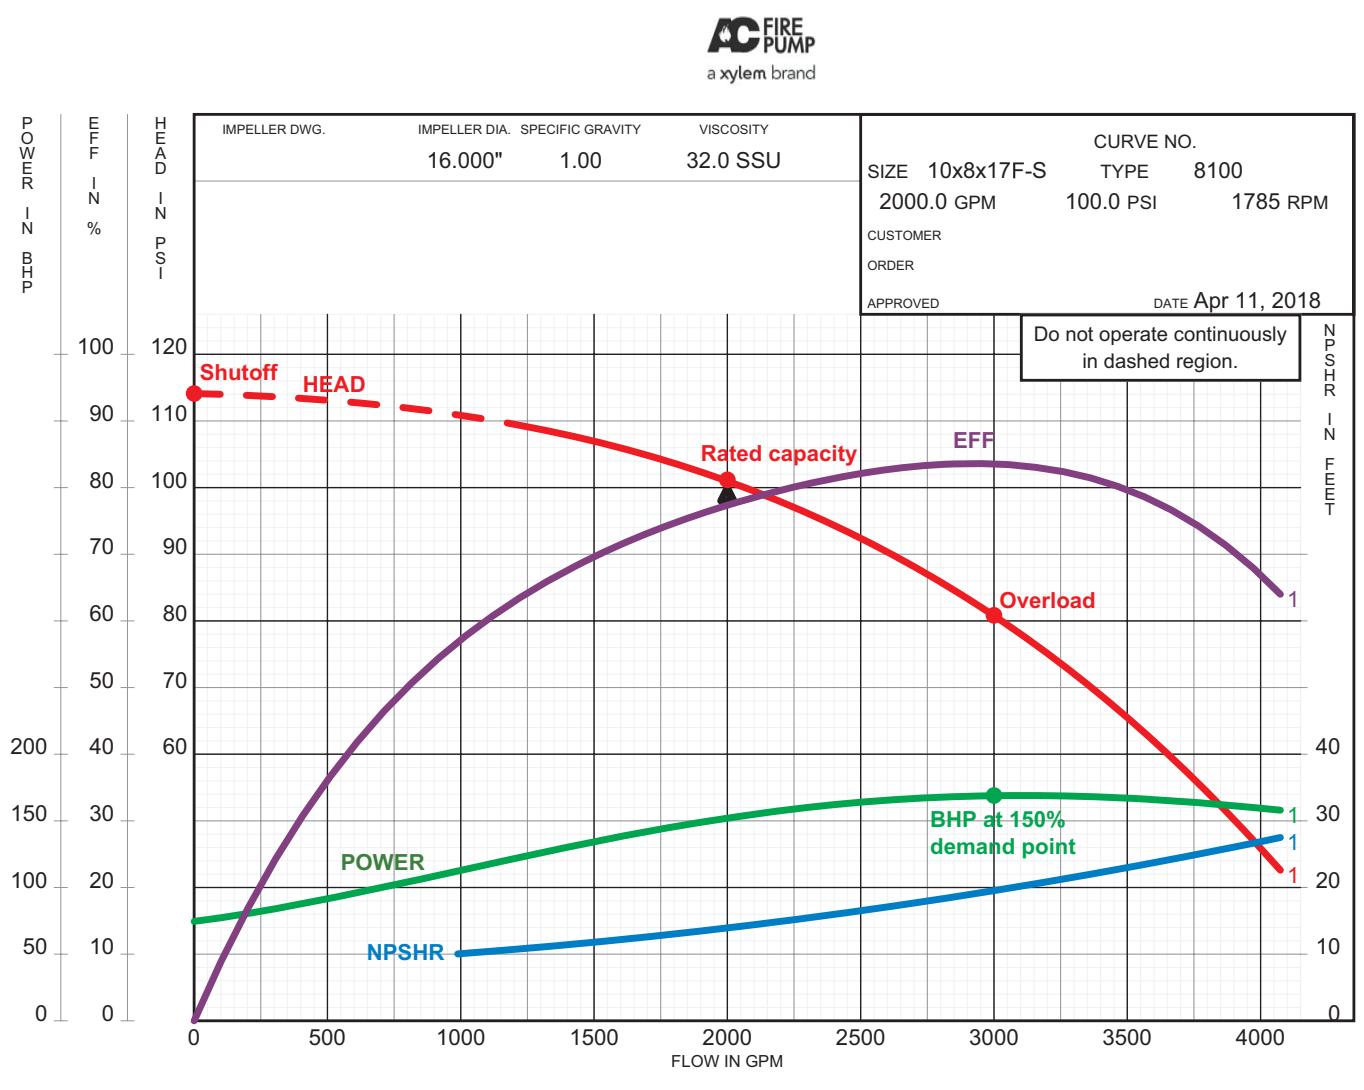 AC FIRE PUMP
a xylem brand
POWER IN BHP
EFF IN %
HEAD IN PSI
IMPELLER DWG. IMPELLER DIA. SPECIFIC GRAVITY VISCOSITY
16.000" 1.00 32.0 SSU
CURVE NO.
SIZE 10x8x17F-S TYPE 8100
2000.0 GPM 100.0 PSI 1785 RPM
CUSTOMER
ORDER
APPROVED DATE Apr 11, 2018
Do not operate continuously
in dashed region.
NPSHR IN FEET
100 120
Shutoff
HEAD
90 110
EFF
Rated capacity
80 100
70 90
Overload
1
60 80
50 70
200 40 60 40
150 30 30
BHP at 150%
demand point
1
1
POWER
1
100 20 20
NPSHR
50 10 10
0 0 0
0 500 1000 1500 2000 2500 3000 3500 4000
FLOW IN GPM